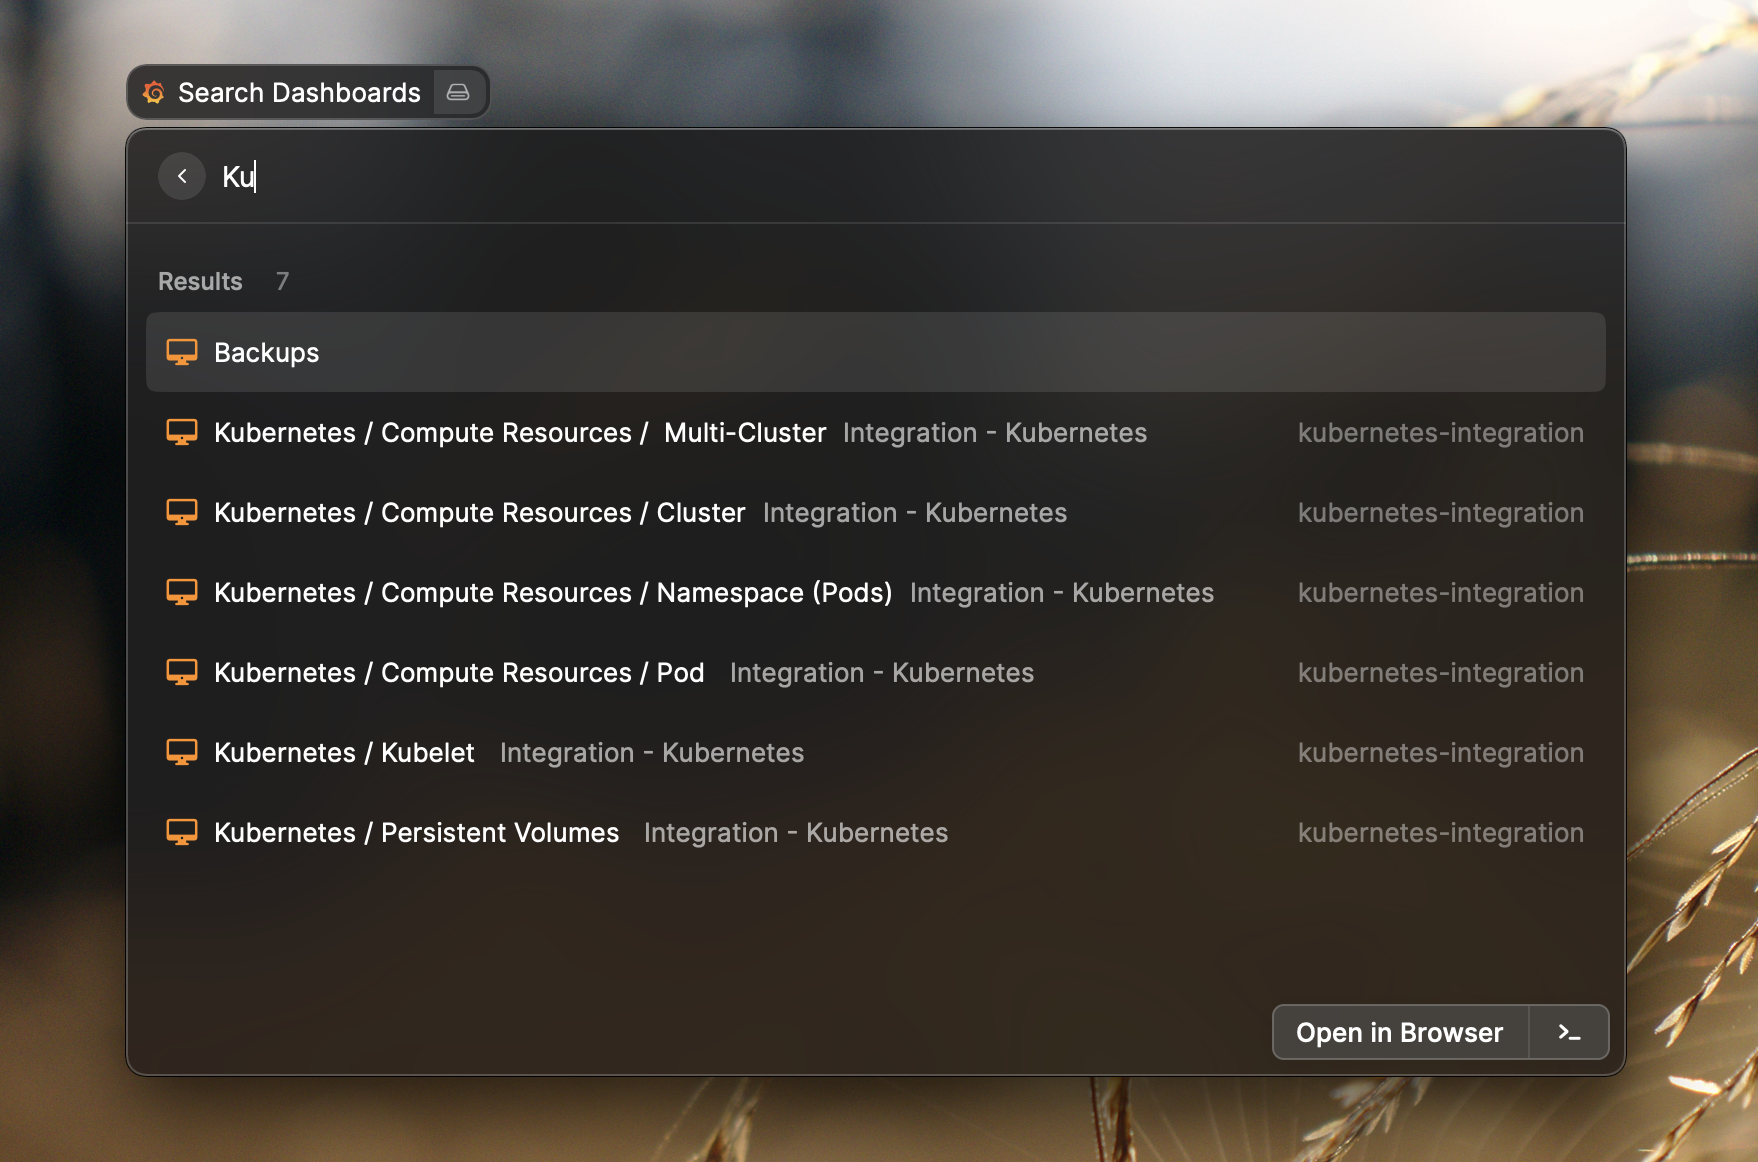 Search Dashboards
Ku
Results 7
Backups
Kubernetes / Compute Resources / Multi-Cluster Integration - Kubernetes kubernetes-integration
Kubernetes / Compute Resources / Cluster Integration - Kubernetes kubernetes-integration
Kubernetes / Compute Resources / Namespace (Pods) Integration - Kubernetes kubernetes-integration
Kubernetes / Compute Resources / Pod Integration - Kubernetes kubernetes-integration
Kubernetes / Kubelet Integration - Kubernetes kubernetes-integration
Kubernetes / Persistent Volumes Integration - Kubernetes kubernetes-integration
Open in Browser >_